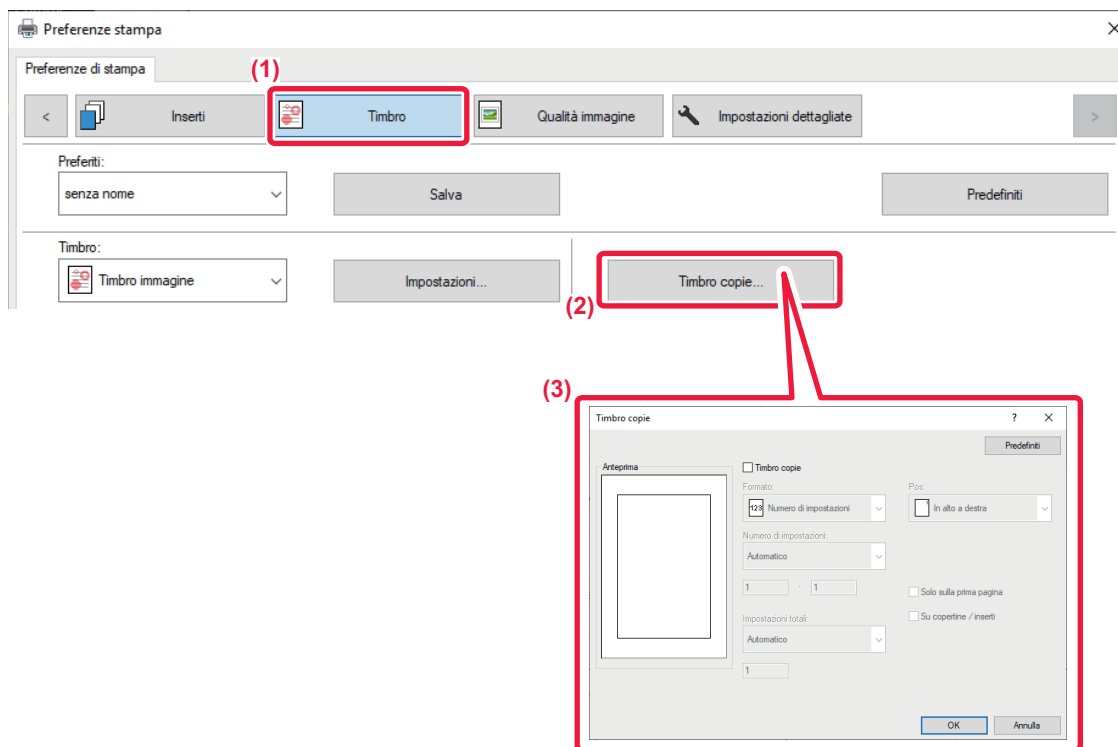 Preferenze stampa
Preferenze di stampa
(1)
<
Inserti
Timbro
Qualità immagine
Impostazioni dettagliate
>
Preferiti:
senza nome
Salva
Predefiniti
Timbro:
Timbro immagine
Impostazioni...
Timbro copie...
(2)
(3)
Timbro copie
?
Predefiniti
Anteprima
Timbro copie
Formato:
Pos:
123 Numero di impostazioni
In alto a destra
Numero di impostazioni:
Automatico
1 - 1
Solo sulla prima pagina
Impostazioni totali:
Su copertine / inserti
Automatico
1
OK
Annulla